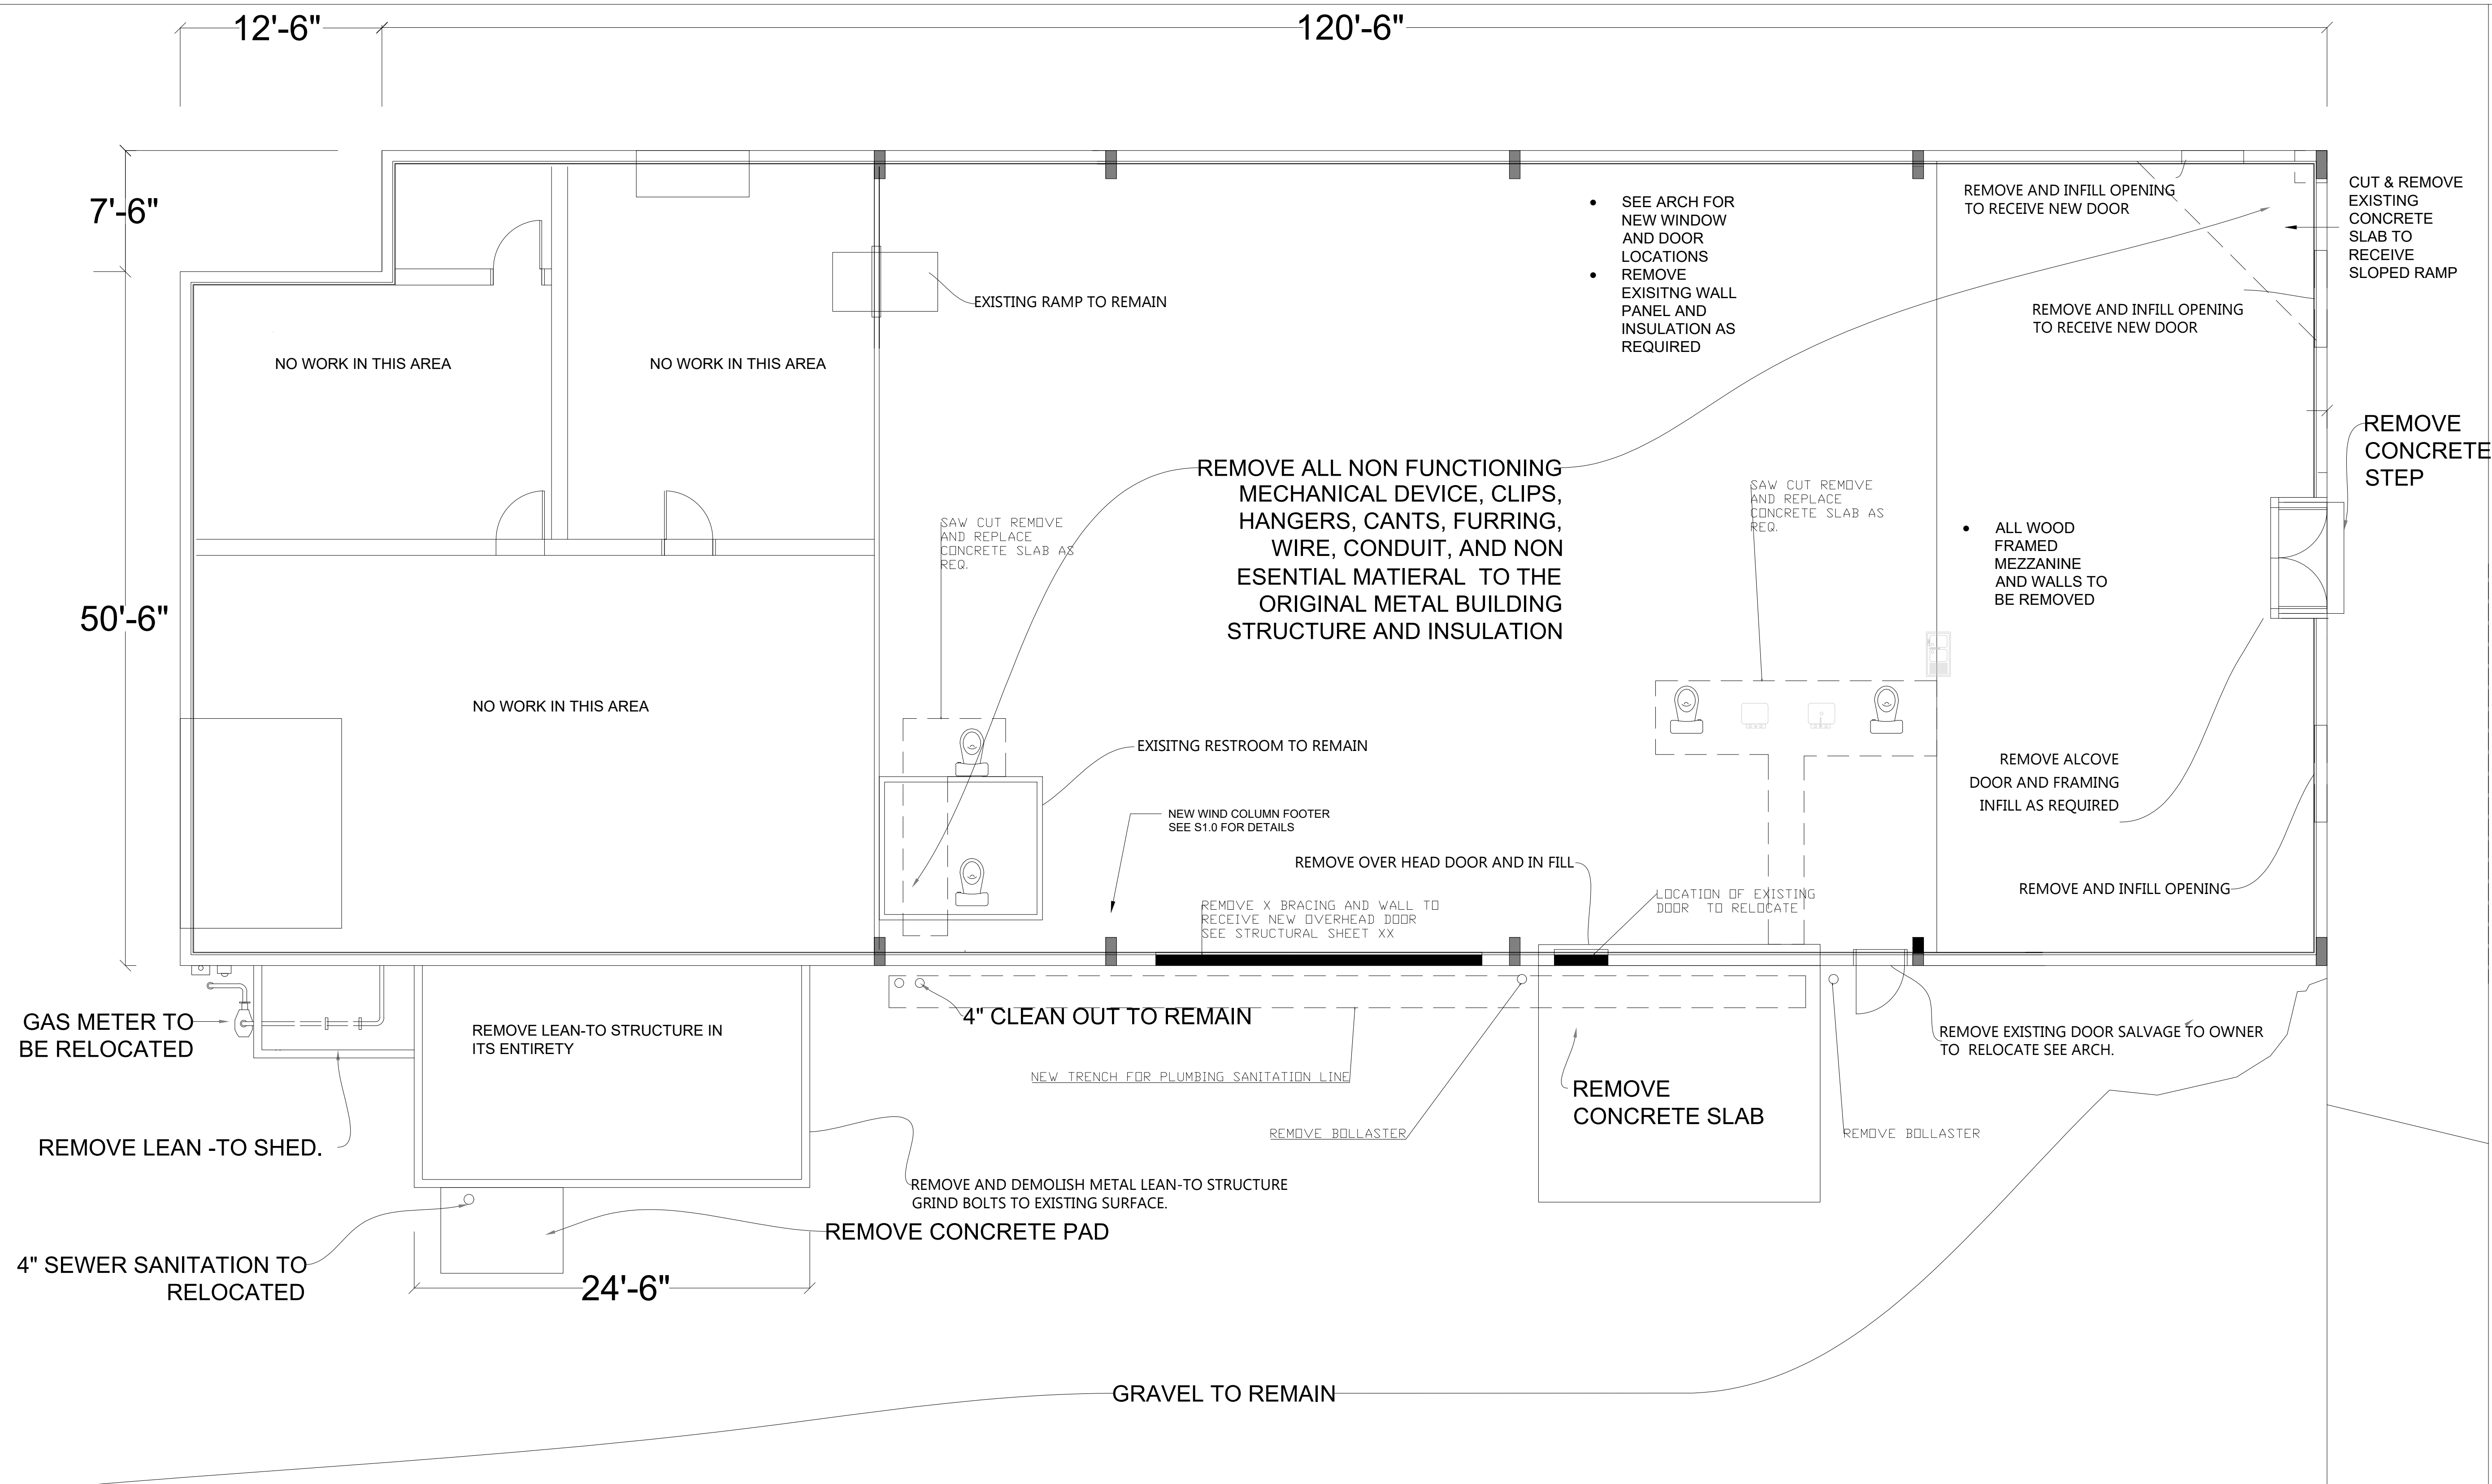 12'-6"
120'-6"
7'-6"
50'-6"
NO WORK IN THIS AREA
NO WORK IN THIS AREA
NO WORK IN THIS AREA
EXISTING RAMP TO REMAIN
SEE ARCH FOR
NEW WINDOW
AND DOOR
LOCATIONS
REMOVE
EXISITNG WALL
PANEL AND
INSULATION AS
REQUIRED
REMOVE AND INFILL OPENING
TO RECEIVE NEW DOOR
CUT & REMOVE
EXISTING
CONCRETE
SLAB TO
RECEIVE
SLOPED RAMP
REMOVE AND INFILL OPENING
TO RECEIVE NEW DOOR
REMOVE
CONCRETE
STEP
REMOVE ALL NON FUNCTIONING
MECHANICAL DEVICE, CLIPS,
HANGERS, CANTS, FURRING,
WIRE, CONDUIT, AND NON
ESENTIAL MATIERAL TO THE
ORIGINAL METAL BUILDING
STRUCTURE AND INSULATION
SAW CUT REMOVE
AND REPLACE
CONCRETE SLAB AS
REQ.
SAW CUT REMOVE
AND REPLACE
CONCRETE SLAB AS
REQ.
ALL WOOD
FRAMED
MEZZANINE
AND WALLS TO
BE REMOVED
EXISITNG RESTROOM TO REMAIN
NEW WIND COLUMN FOOTER
SEE S1.0 FOR DETAILS
REMOVE OVER HEAD DOOR AND IN FILL
REMOVE X BRACING AND WALL TO
RECEIVE NEW OVERHEAD DOOR
SEE STRUCTURAL SHEET XX
LOCATION OF EXISTING
DOOR TO RELOCATE
REMOVE ALCOVE
DOOR AND FRAMING
INFILL AS REQUIRED
REMOVE AND INFILL OPENING
GAS METER TO
BE RELOCATED
REMOVE LEAN-TO STRUCTURE IN
ITS ENTIRETY
4" CLEAN OUT TO REMAIN
NEW TRENCH FOR PLUMBING SANITATION LINE
REMOVE BOLLASTER
REMOVE
CONCRETE SLAB
REMOVE BOLLASTER
REMOVE EXISTING DOOR SALVAGE TO OWNER
TO RELOCATE SEE ARCH.
REMOVE LEAN -TO SHED.
REMOVE AND DEMOLISH METAL LEAN-TO STRUCTURE
GRIND BOLTS TO EXISTING SURFACE.
REMOVE CONCRETE PAD
4" SEWER SANITATION TO
RELOCATED
24'-6"
GRAVEL TO REMAIN